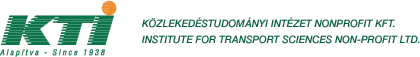 KTI
Alapítva - Since 1938
KÖZLEKEDÉSTUDOMÁNYI INTÉZET NONPROFIT KFT.
INSTITUTE FOR TRANSPORT SCIENCES NON-PROFIT LTD.